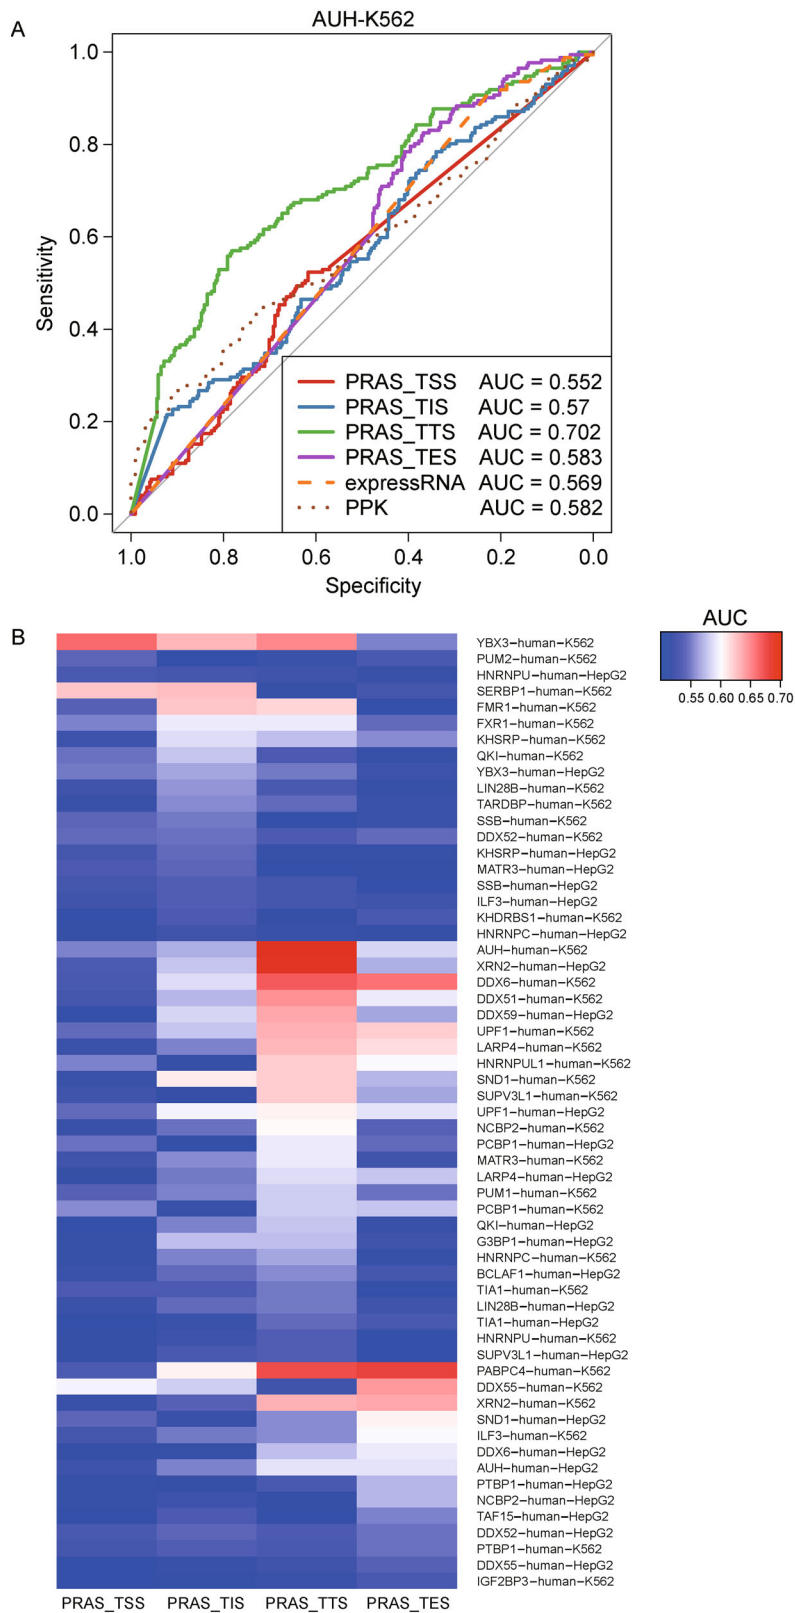 A
AUH-K562
1.0
0.8
0.6
0.4
0.2
0.0
Sensitivity
PRAS_TSS AUC = 0.552
PRAS_TIS AUC = 0.57
PRAS_TTS AUC = 0.702
PRAS_TES AUC = 0.583
expressRNA AUC = 0.569
PPK AUC = 0.582
1.0 0.8 0.6 0.4 0.2 0.0
Specificity
B
AUC
0.55 0.60 0.65 0.70
YBX3−human−K562
PUM2−human−K562
HNRNPU−human−HepG2
SERBP1−human−K562
FMR1−human−K562
FXR1−human−K562
KHSRP−human−K562
QKI−human−K562
YBX3−human−HepG2
LIN28B−human−K562
TARDBP−human−K562
SSB−human−K562
DDX52−human−K562
KHSRP−human−HepG2
MATR3−human−HepG2
SSB−human−HepG2
ILF3−human−HepG2
KHDRBS1−human−K562
HNRNPC−human−HepG2
AUH−human−K562
XRN2−human−HepG2
DDX6−human−K562
DDX51−human−K562
DDX59−human−HepG2
UPF1−human−K562
LARP4−human−K562
HNRNPUL1−human−K562
SND1−human−K562
SUPV3L1−human−K562
UPF1−human−HepG2
NCBP2−human−K562
PCBP1−human−HepG2
MATR3−human−K562
LARP4−human−HepG2
PUM1−human−K562
PCBP1−human−K562
QKI−human−HepG2
G3BP1−human−HepG2
HNRNPC−human−K562
BCLAF1−human−HepG2
TIA1−human−K562
LIN28B−human−HepG2
TIA1−human−HepG2
HNRNPU−human−K562
SUPV3L1−human−HepG2
PABPC4−human−K562
DDX55−human−K562
XRN2−human−K562
SND1−human−HepG2
ILF3−human−K562
DDX6−human−HepG2
AUH−human−HepG2
PTBP1−human−HepG2
NCBP2−human−HepG2
TAF15−human−HepG2
DDX52−human−HepG2
PTBP1−human−K562
DDX55−human−HepG2
IGF2BP3−human−K562
PRAS_TSS PRAS_TIS PRAS_TTS PRAS_TES